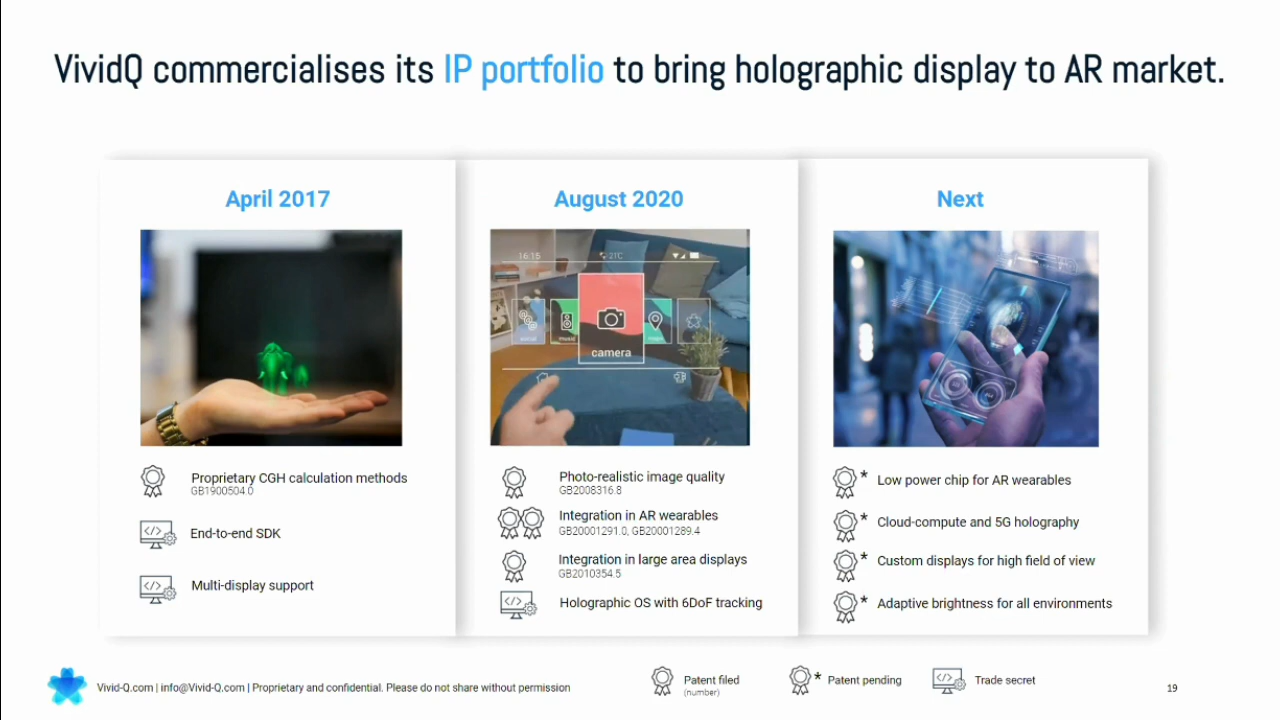 VividQ commercialises its IP portfolio to bring holographic display to AR market.
April 2017
16:15
21C
camera
Proprietary CGH calculation methods
GB1900504.0
End-to-end SDK
Multi-display support
August 2020
Photo-realistic image quality
GB2008316.8
Integration in AR wearables
GB20001291.0, GB20001289.4
Integration in large area displays
GB2010354.5
Holographic OS with 6DoF tracking
Next
* Low power chip for AR wearables
* Cloud-compute and 5G holography
* Custom displays for high field of view
* Adaptive brightness for all environments
Vivid-Q.com | info@Vivid-Q.com | Proprietary and confidential. Please do not share without permission
Patent filed
(number)
* Patent pending
Trade secret
19